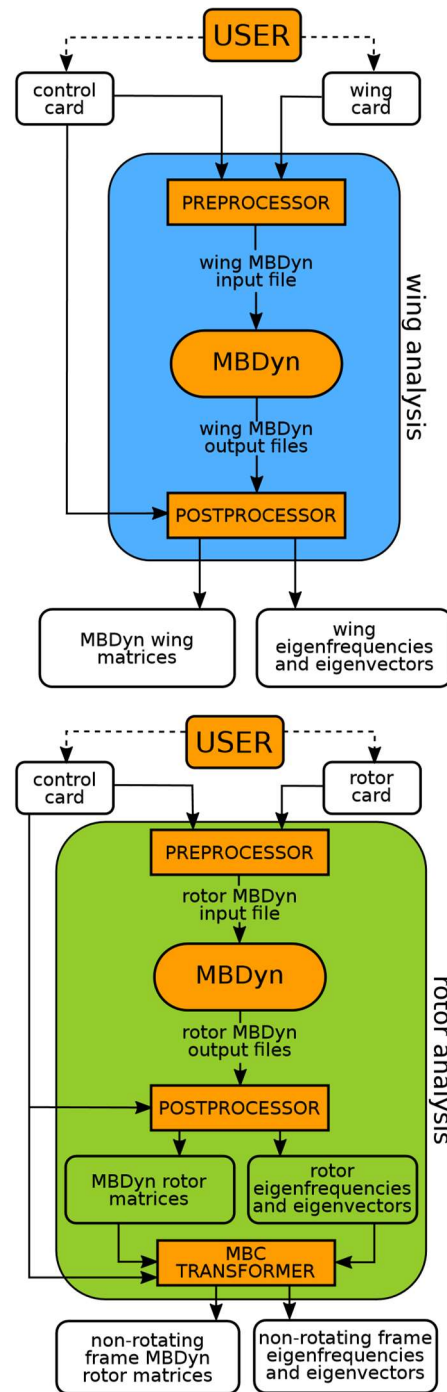 USER
control
card
wing
card
PREPROCESSOR
wing MBDyn
input file
MBDyn
wing MBDyn
output files
POSTPROCESSOR
wing analysis
MBDyn wing
matrices
wing
eigenfrequencies
and eigenvectors
USER
control
card
rotor
card
PREPROCESSOR
rotor MBDyn
input file
MBDyn
rotor MBDyn
output files
POSTPROCESSOR
rotor analysis
MBDyn rotor
matrices
rotor
eigenfrequencies
and eigenvectors
MBC
TRANSFORMER
non-rotating
frame MBDyn
rotor matrices
non-rotating frame
eigenfrequencies
and eigenvectors